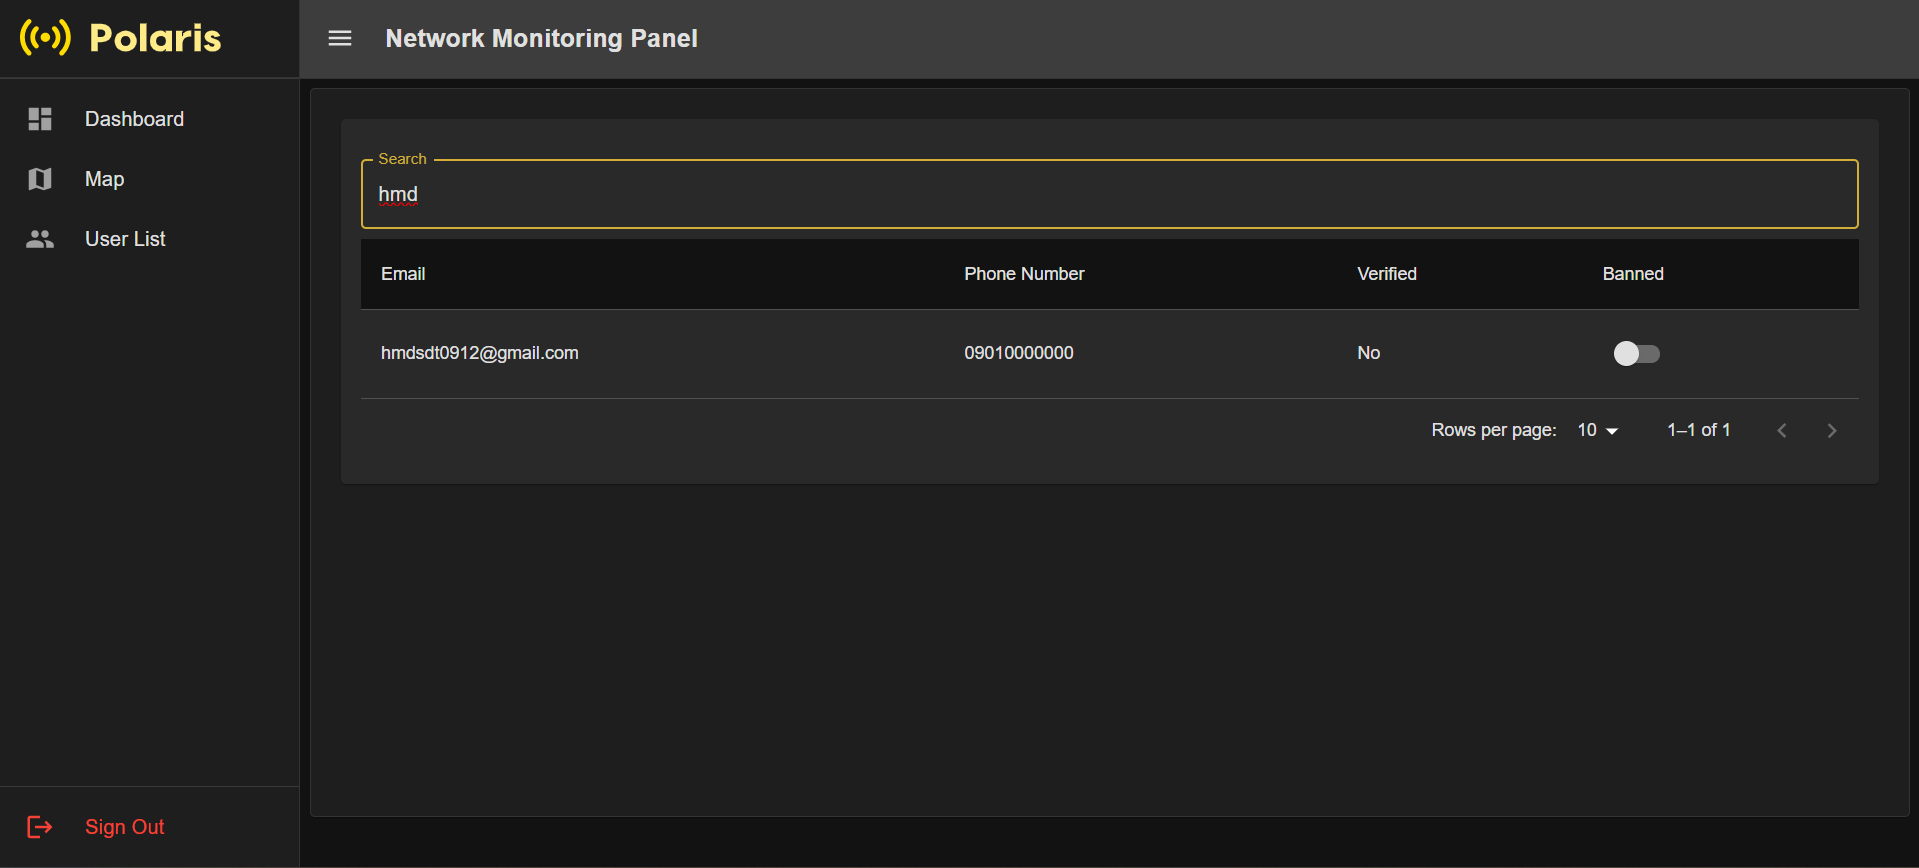 Polaris
Network Monitoring Panel
Dashboard
Map
User List
Search
hmd
Email Phone Number Verified Banned
hmdsdt0912@gmail.com 09010000000 No
Rows per page: 10 1–1 of 1
Sign Out